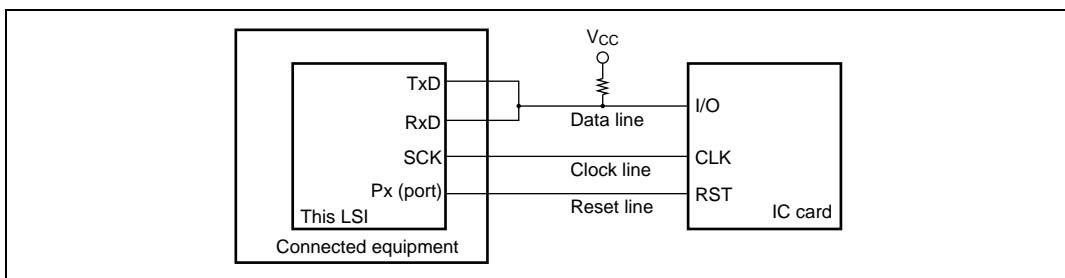 VCC
TxD
RxD
SCK
Px (port)
This LSI
Connected equipment
Data line
Clock line
Reset line
I/O
CLK
RST
IC card